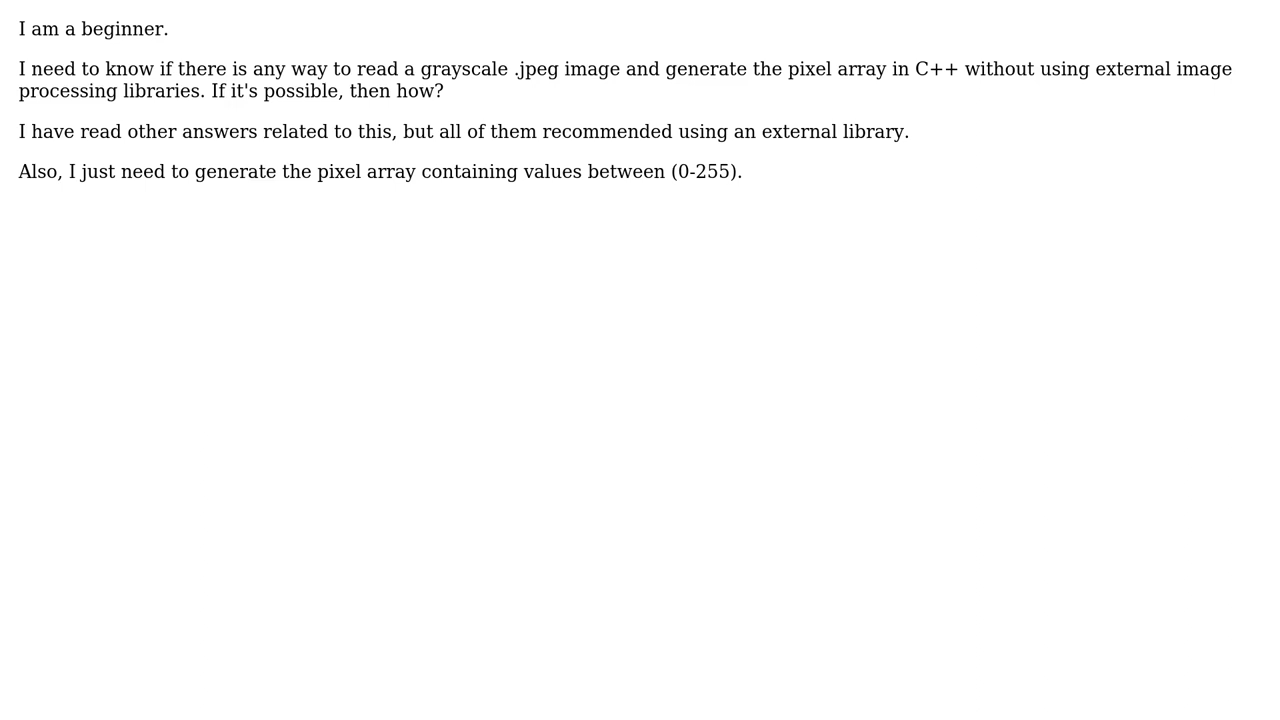 I am a beginner.
I need to know if there is any way to read a grayscale .jpeg image and generate the pixel array in C++ without using external image
processing libraries. If it's possible, then how?
I have read other answers related to this, but all of them recommended using an external library.
Also, I just need to generate the pixel array containing values between (0-255).